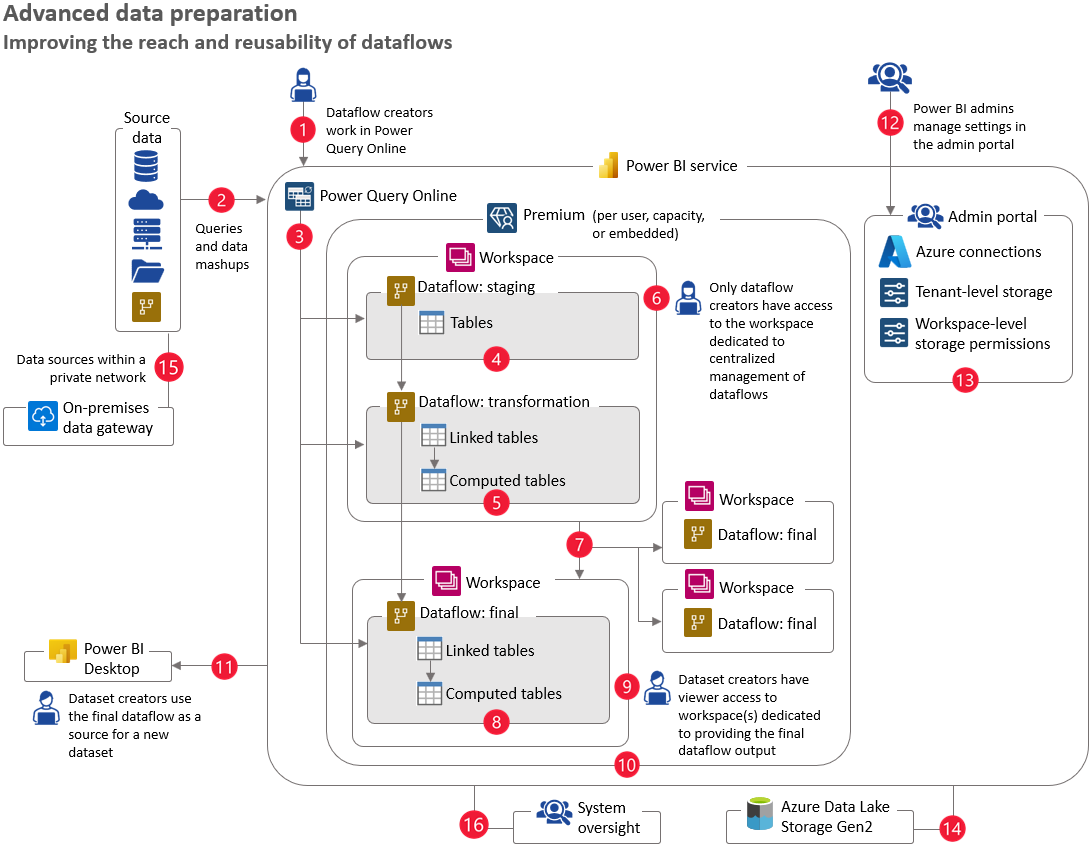 Advanced data preparation
Improving the reach and reusability of dataflows
1
Dataflow creators
work in Power
Query Online
12
Power BI admins
manage settings in
the admin portal
Source
data
Power BI service
2
Queries
and data
mashups
Power Query Online
3
Premium (per user, capacity,
or embedded)
Admin portal
Azure connections
Tenant-level storage
Workspace-level
storage permissions
13
Workspace
Dataflow: staging
Tables
4
6
Only dataflow
creators have access
to the workspace
dedicated to
centralized
management of
dataflows
Data sources within a
private network
15
On-premises
data gateway
Dataflow: transformation
Linked tables
Computed tables
5
7
Workspace
Dataflow: final
Workspace
Dataflow: final
Workspace
Dataflow: final
Linked tables
Computed tables
8
9
Dataset creators have
viewer access to
workspace(s) dedicated
to providing the final
dataflow output
10
Power BI
Desktop
11
Dataset creators use
the final dataflow as a
source for a new
dataset
16
System
oversight
Azure Data Lake
Storage Gen2
14